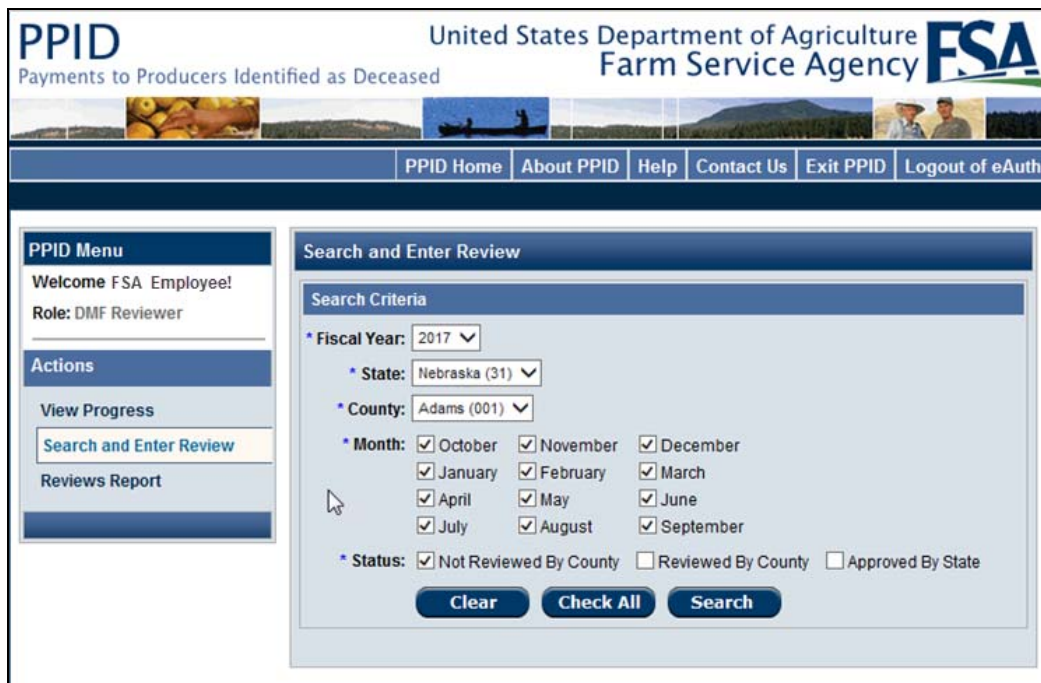 PPID
Payments to Producers Identified as Deceased
United States Department of Agriculture
Farm Service Agency
FSA
PPID Home About PPID Help Contact Us Exit PPID Logout of eAuth
PPID Menu
Welcome FSA Employee!
Role: DMF Reviewer
Actions
View Progress
Search and Enter Review
Reviews Report
Search and Enter Review
Search Criteria
* Fiscal Year: 2017
* State: Nebraska (31)
* County: Adams (001)
* Month: October November December
January February March
April May June
July August September
* Status: Not Reviewed By County Reviewed By County Approved By State
Clear Check All Search